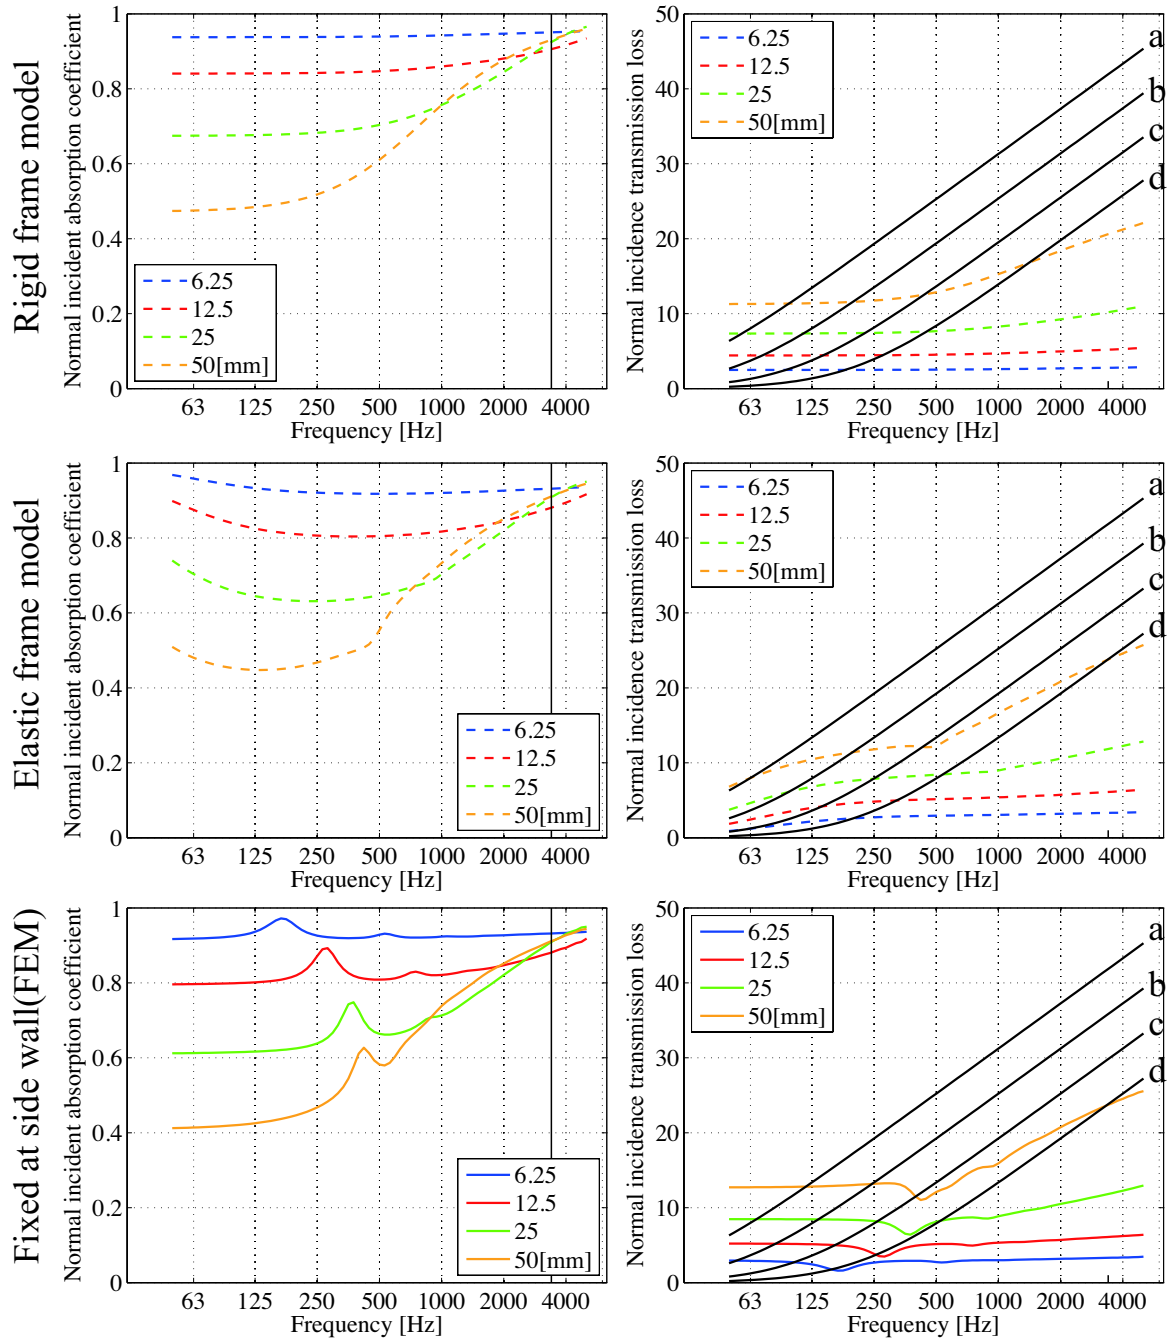 Rigid frame model
Normal incident absorption coefficient
1
0.8
0.6
0.4
0.2
0
6.25
12.5
25
50[mm]
63 125 250 500 1000 2000 4000
Frequency [Hz]
Normal incidence transmission loss
50
40
30
20
10
0
6.25
12.5
25
50[mm]
a
b
c
d
63 125 250 500 1000 2000 4000
Frequency [Hz]
Elastic frame model
Normal incident absorption coefficient
1
0.8
0.6
0.4
0.2
0
6.25
12.5
25
50[mm]
63 125 250 500 1000 2000 4000
Frequency [Hz]
Normal incidence transmission loss
50
40
30
20
10
0
6.25
12.5
25
50[mm]
a
b
c
d
63 125 250 500 1000 2000 4000
Frequency [Hz]
Fixed at side wall(FEM)
Normal incident absorption coefficient
1
0.8
0.6
0.4
0.2
0
6.25
12.5
25
50[mm]
63 125 250 500 1000 2000 4000
Frequency [Hz]
Normal incidence transmission loss
50
40
30
20
10
0
6.25
12.5
25
50[mm]
a
b
c
d
63 125 250 500 1000 2000 4000
Frequency [Hz]